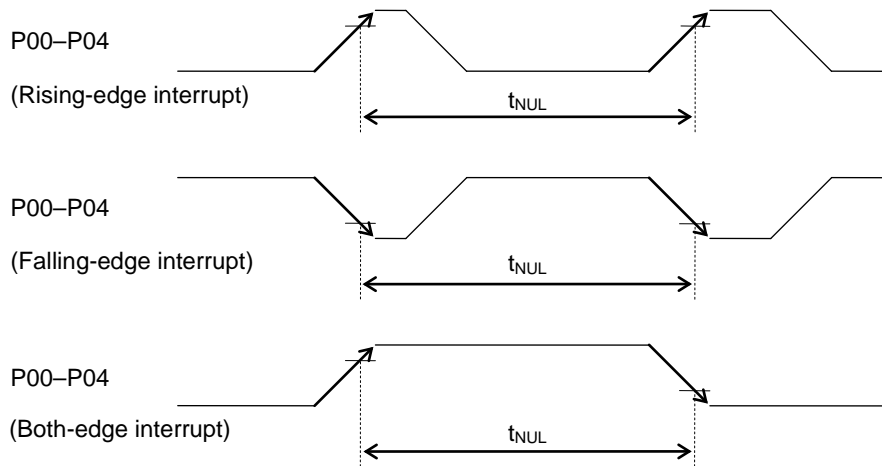 P00–P04
(Rising-edge interrupt)
tNUL
P00–P04
(Falling-edge interrupt)
tNUL
P00–P04
(Both-edge interrupt)
tNUL